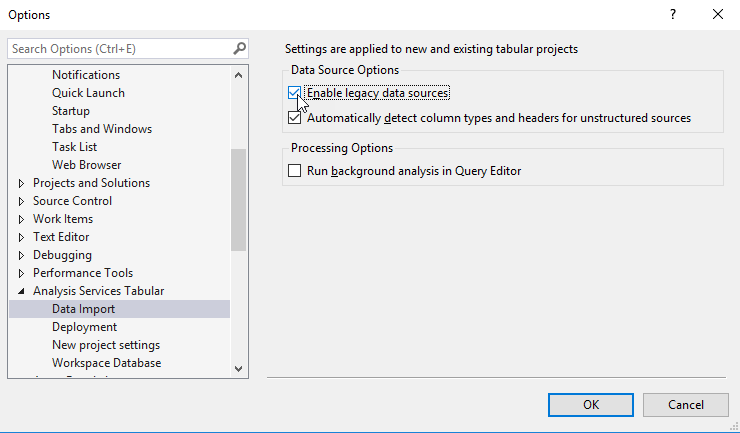 Options
?
Search Options (Ctrl+E)
Notifications
Quick Launch
Startup
Tabs and Windows
Task List
Web Browser
Projects and Solutions
Source Control
Work Items
Text Editor
Debugging
Performance Tools
Analysis Services Tabular
Data Import
Deployment
New project settings
Workspace Database
Settings are applied to new and existing tabular projects
Data Source Options
Enable legacy data sources
Automatically detect column types and headers for unstructured sources
Processing Options
Run background analysis in Query Editor
OK
Cancel